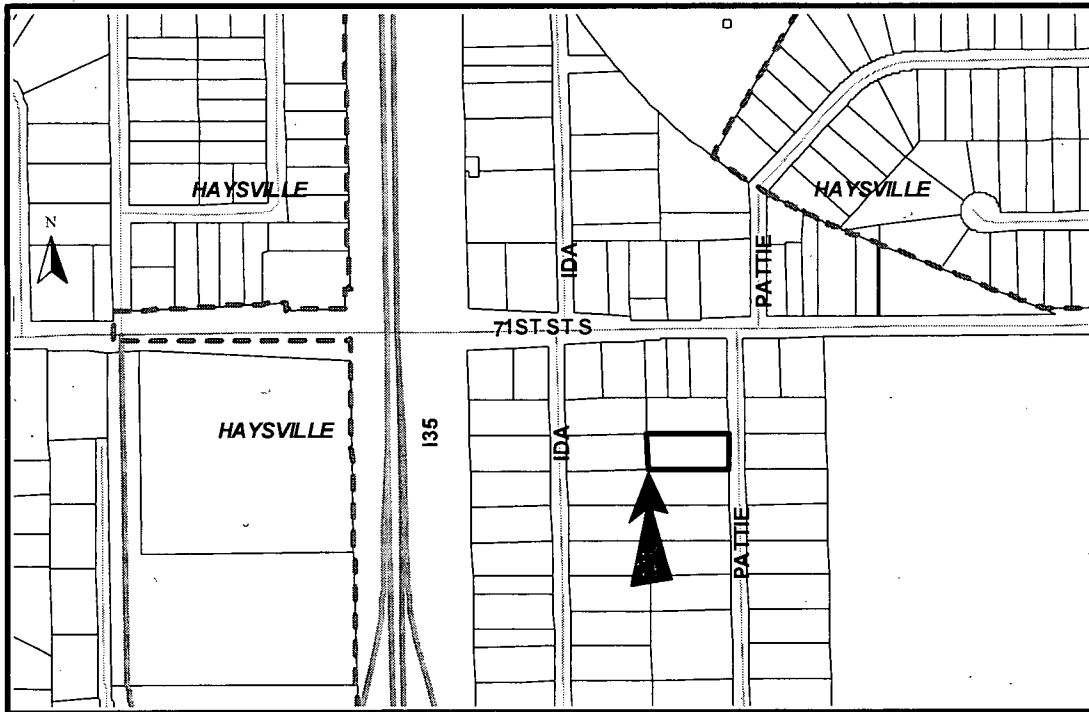 HAYSVILLE
HAYSVILLE
N
IDA
PATTIE
71ST ST S
HAYSVILLE
I35
IDA
PATTIE